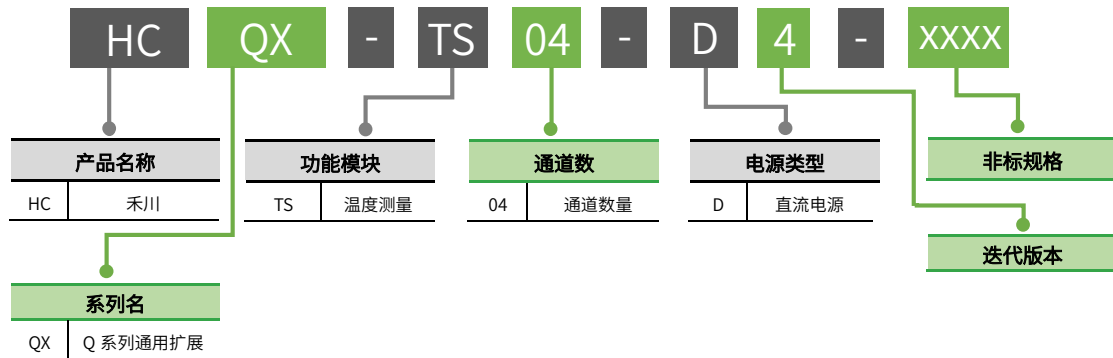 HC QX - TS 04 - D 4 - XXXX
产品名称 功能模块 通道数 电源类型 非标规格
HC 禾川 TS 温度测量 04 通道数量 D 直流电源
迭代版本
系列名
QX Q 系列通用扩展